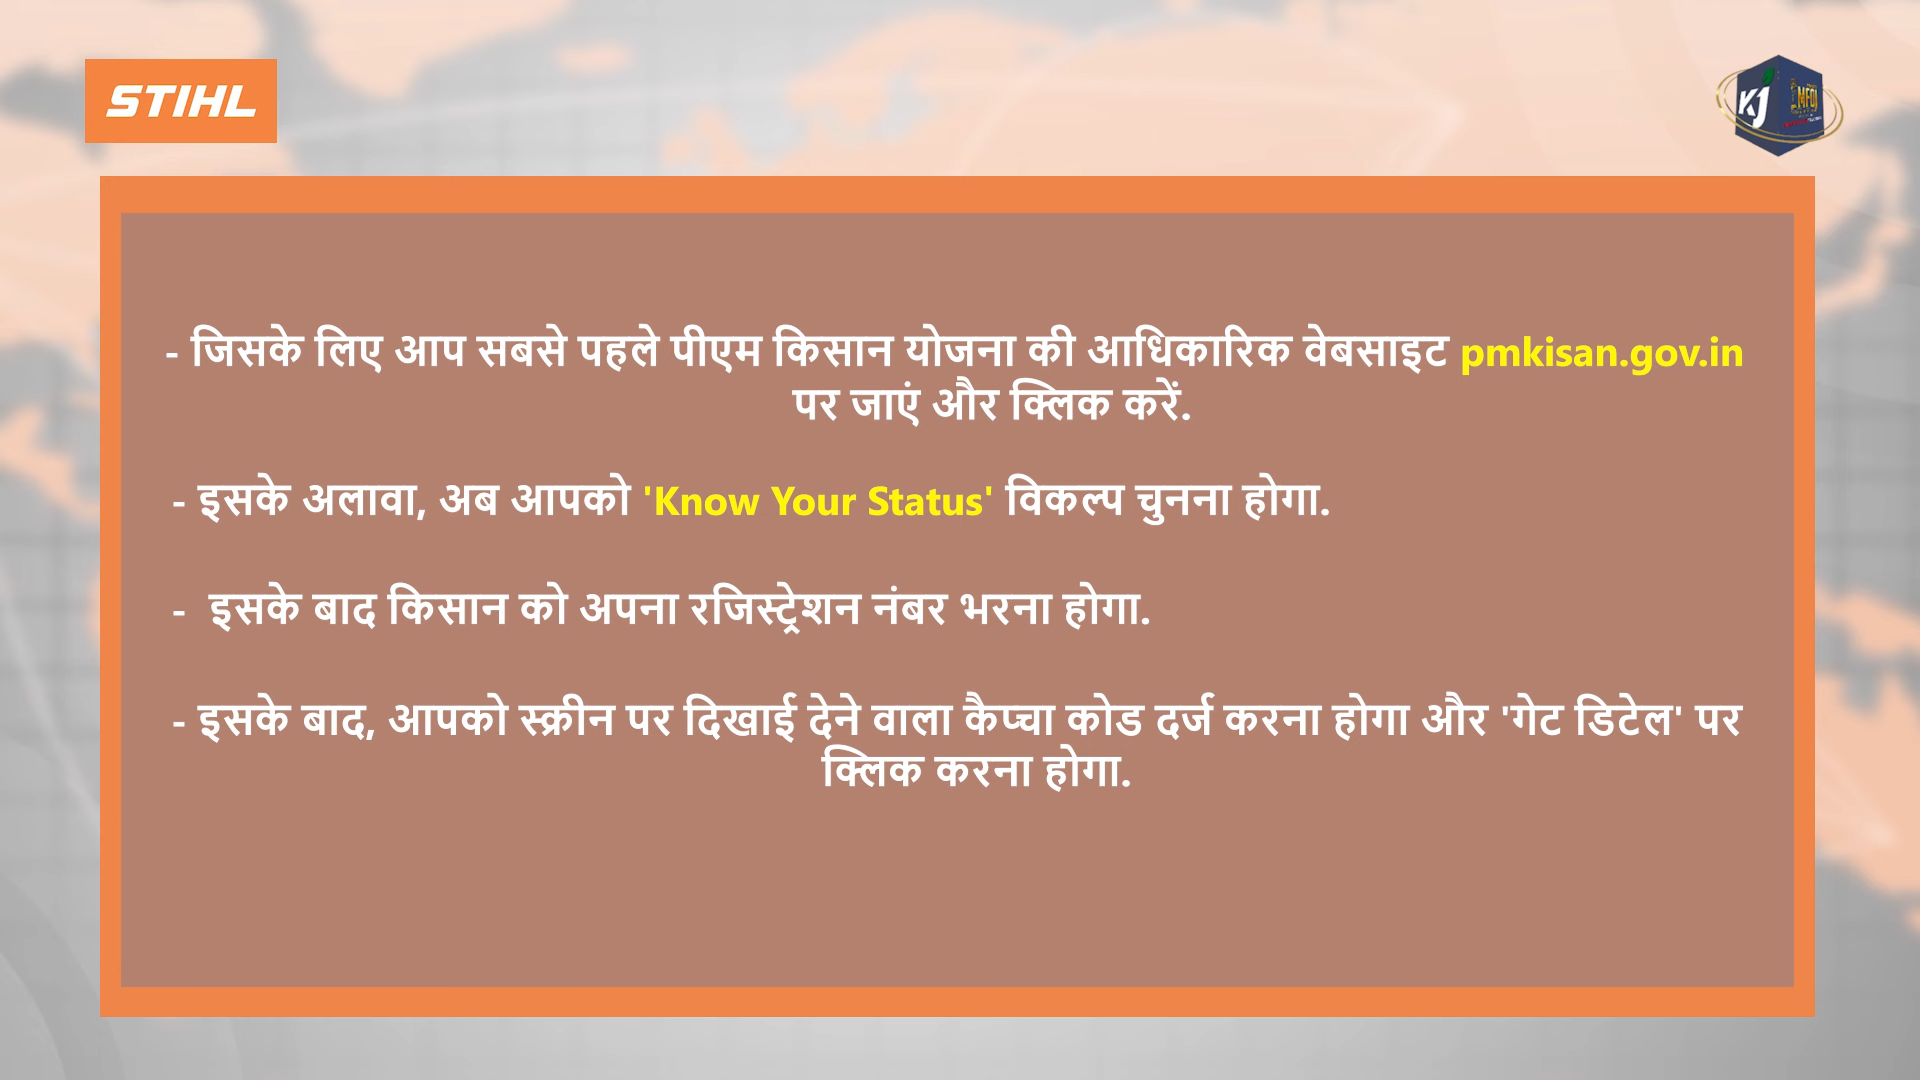 STIHL
KJ
MFOI
- जिसके लिए आप सबसे पहले पीएम किसान योजना की आधिकारिक वेबसाइट pmkisan.gov.in
पर जाएं और क्लिक करें.
- इसके अलावा, अब आपको 'Know Your Status' विकल्प चुनना होगा.
- इसके बाद किसान को अपना रजिस्ट्रेशन नंबर भरना होगा.
- इसके बाद, आपको स्क्रीन पर दिखाई देने वाला कैप्चा कोड दर्ज करना होगा और 'गेट डिटेल' पर
क्लिक करना होगा.